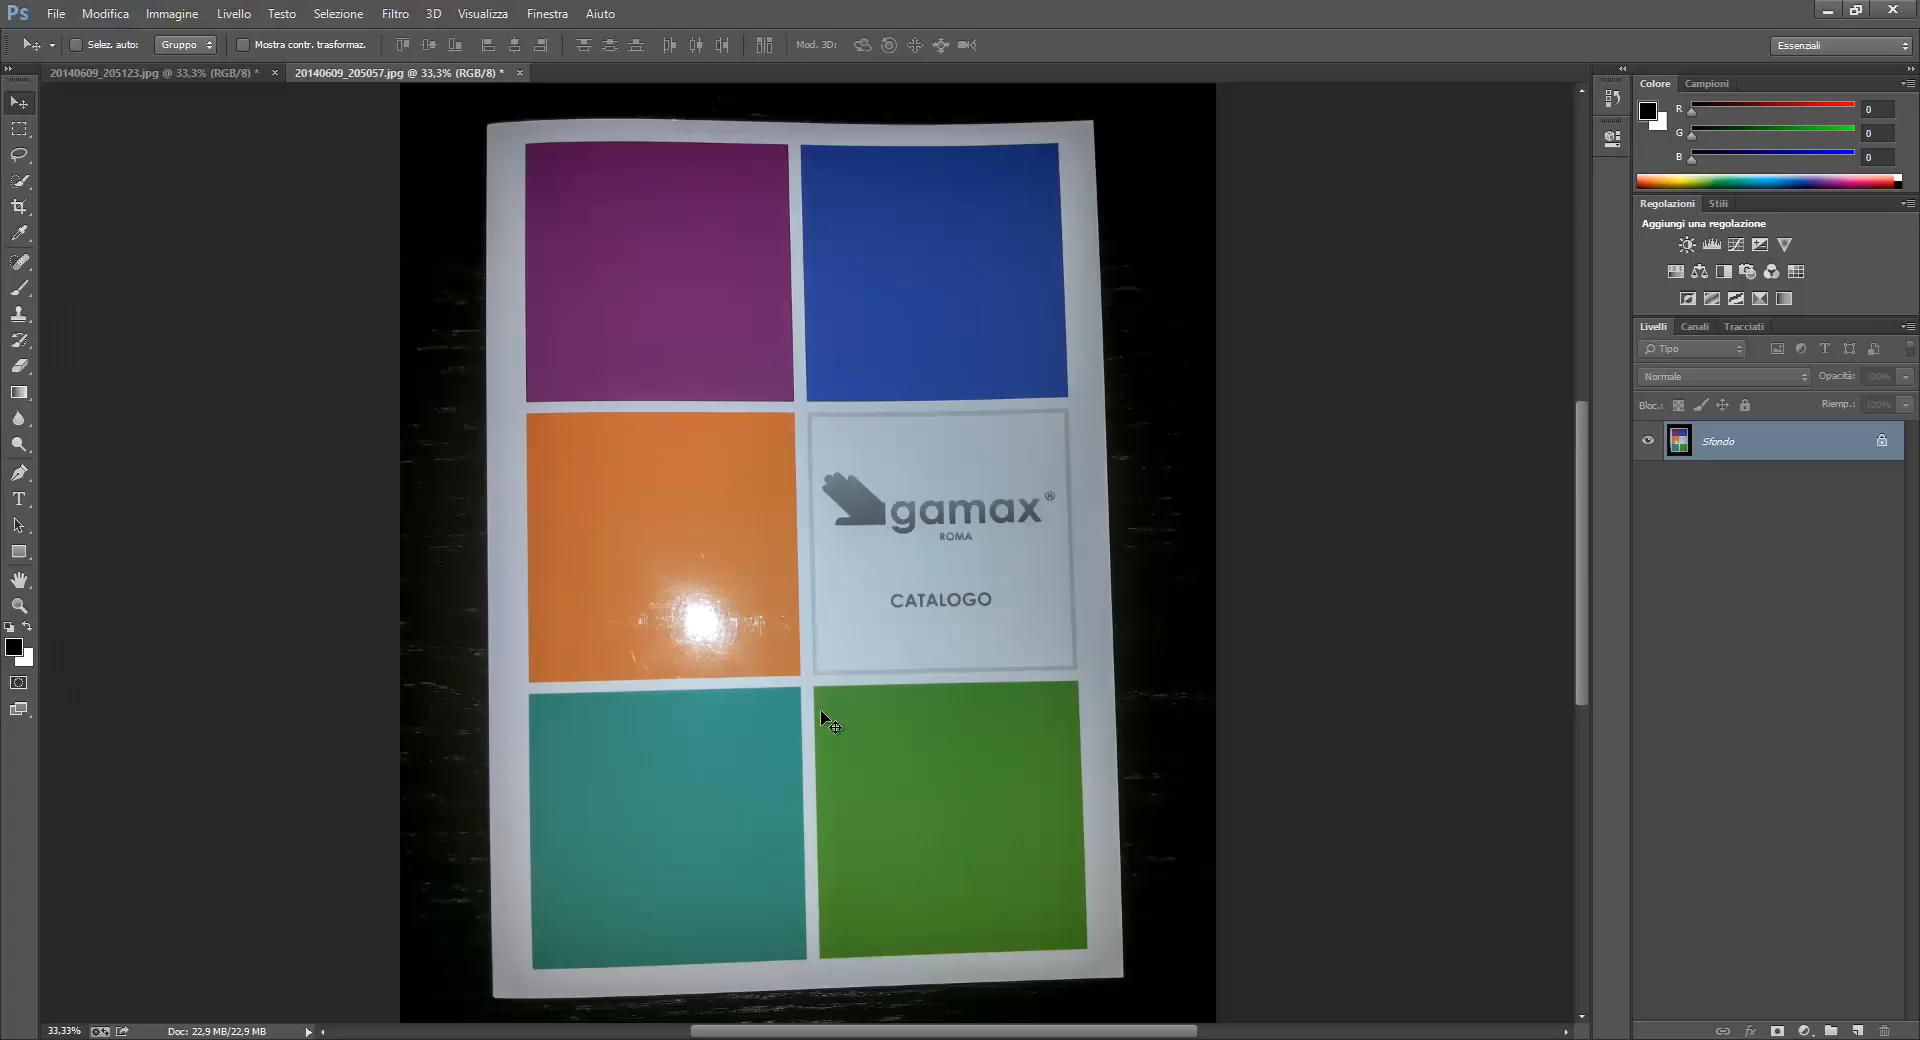 Ps File Modifica Immagine Livello Testo Selezione Filtro 3D Visualizza Finestra Aiuto
Selez. auto: Gruppo Mostra contr. trasformaz. Mod. 3D: Essenziali
20140609_205123.jpg @ 33,3% (RGB/8) * × 20140609_205057.jpg @ 33,3% (RGB/8) * ×
Colore Campioni
R 0
G 0
B 0
Regolazioni Stili
Aggiungi una regolazione
Livelli Canali Tracciati
Tipo
Normale Opacità: 100%
Bloc.: Riemp.: 100%
Sfondo
gamax®
ROMA
CATALOGO
33,33% Doc: 22,9 MB/22,9 MB